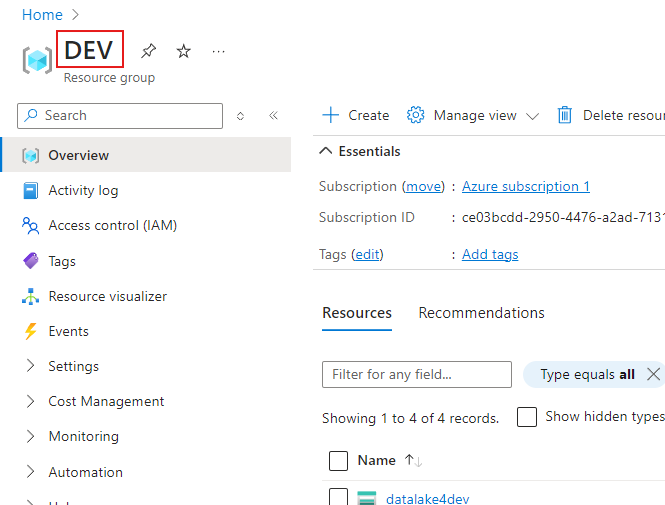 Home
DEV
Resource group
Search
Overview
Activity log
Access control (IAM)
Tags
Resource visualizer
Events
Settings
Cost Management
Monitoring
Automation
Create Manage view Delete resour
Essentials
Subscription (move) : Azure subscription 1
Subscription ID : ce03bcdd-2950-4476-a2ad-7131
Tags (edit) : Add tags
Resources Recommendations
Filter for any field... Type equals all
Showing 1 to 4 of 4 records. Show hidden types
Name
datalake4dev